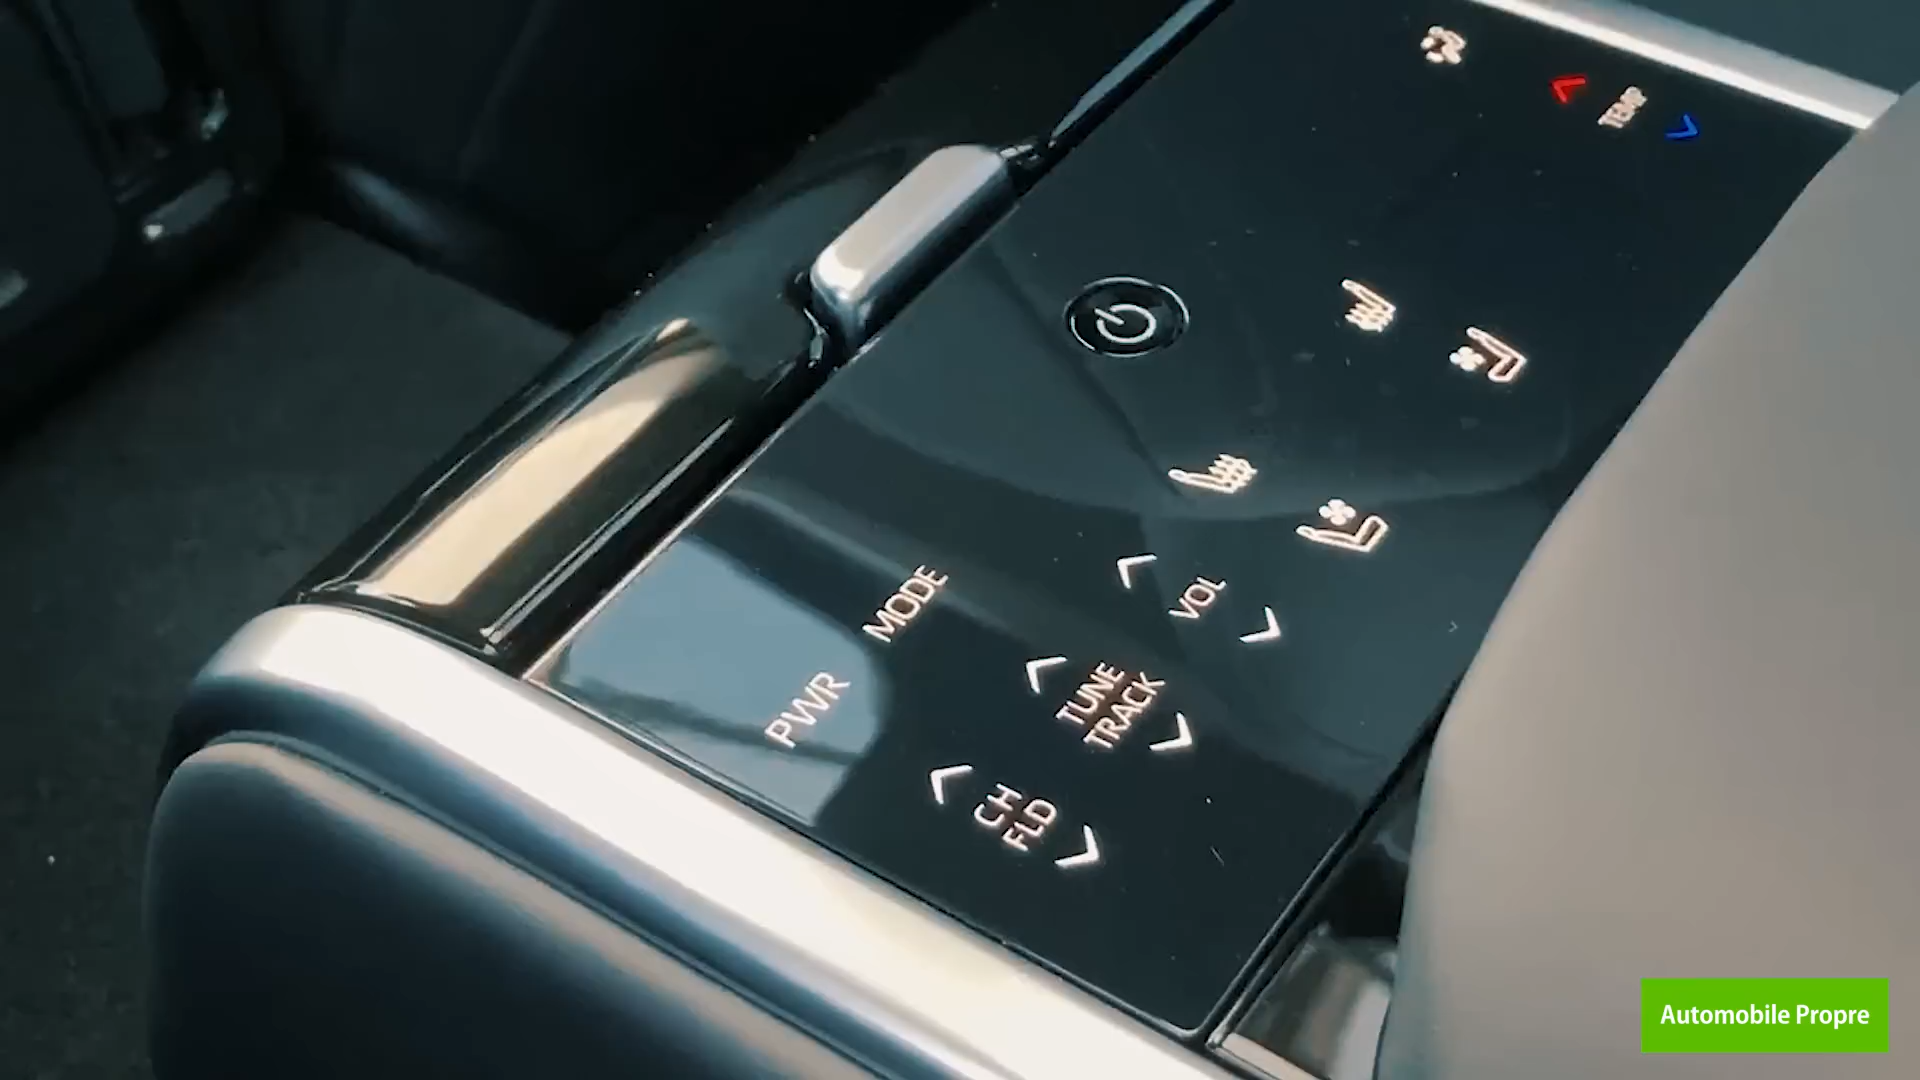 TEMP
MODE
VOL
PWR
TUNE
TRACK
CH
FLD
Automobile Propre